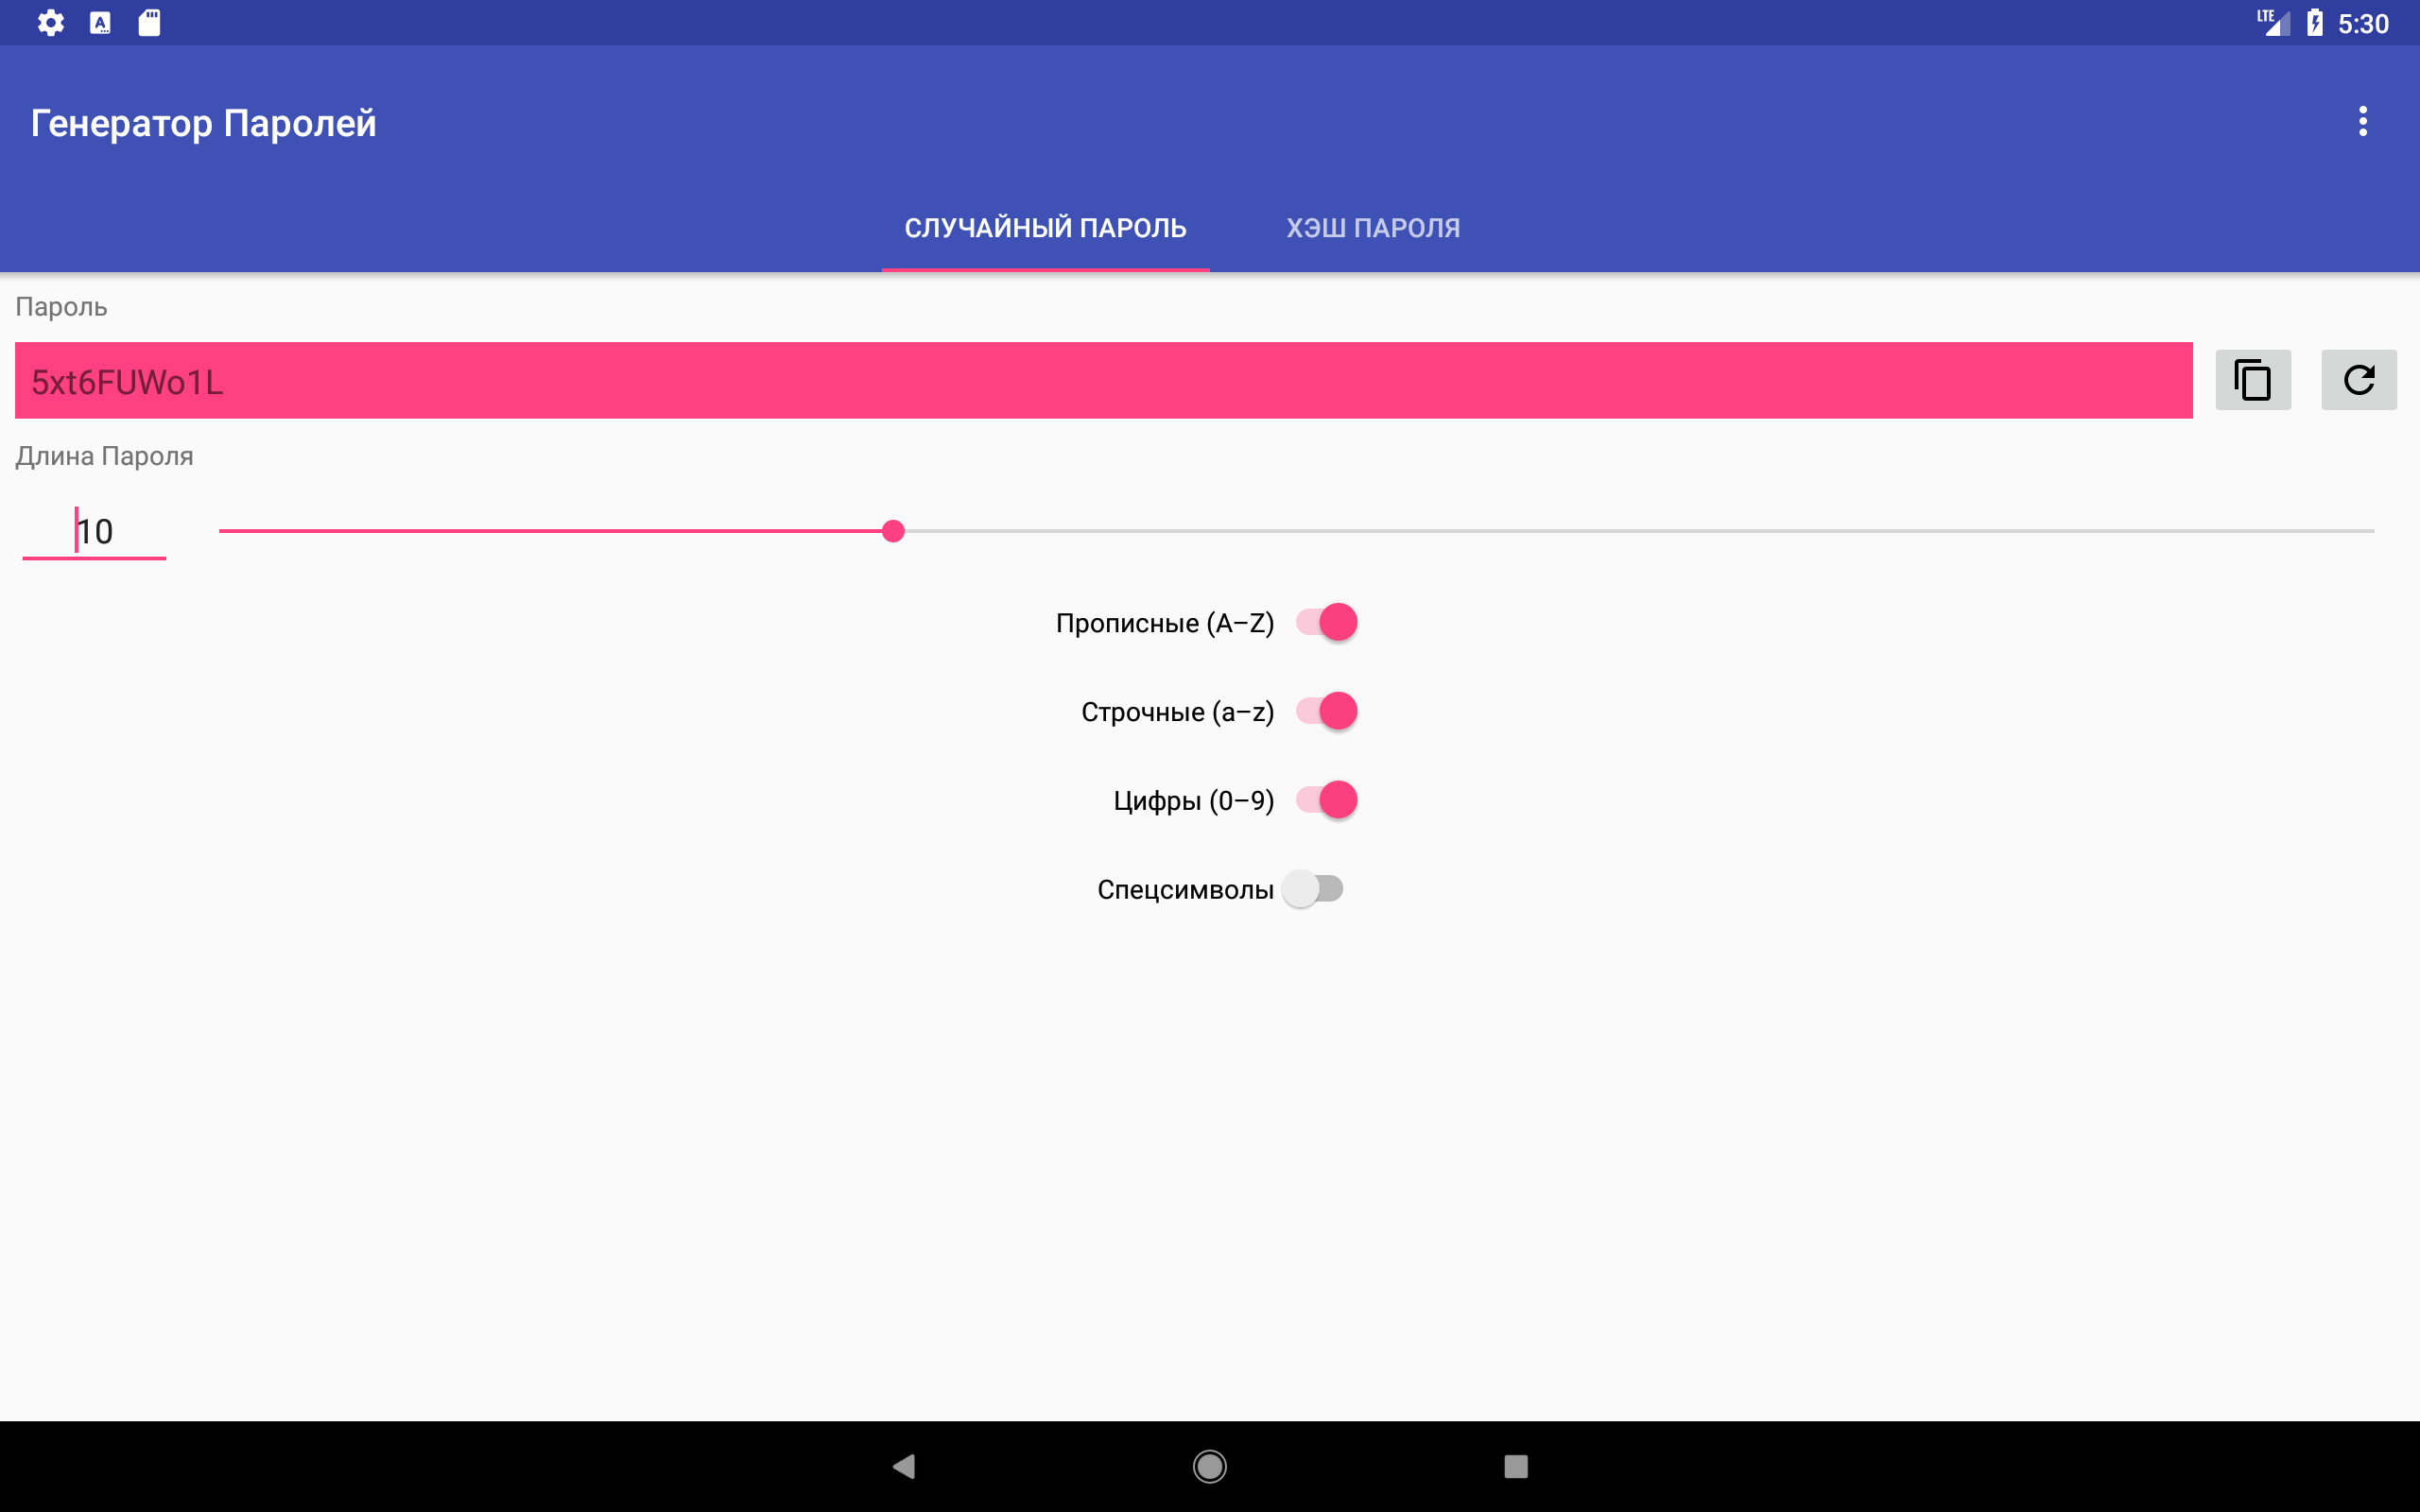 LTE 5:30
Генератор Паролей
СЛУЧАЙНЫЙ ПАРОЛЬ ХЭШ ПАРОЛЯ
Пароль
5xt6FUWo1L
Длина Пароля
10
Прописные (A–Z)
Строчные (a–z)
Цифры (0–9)
Спецсимволы